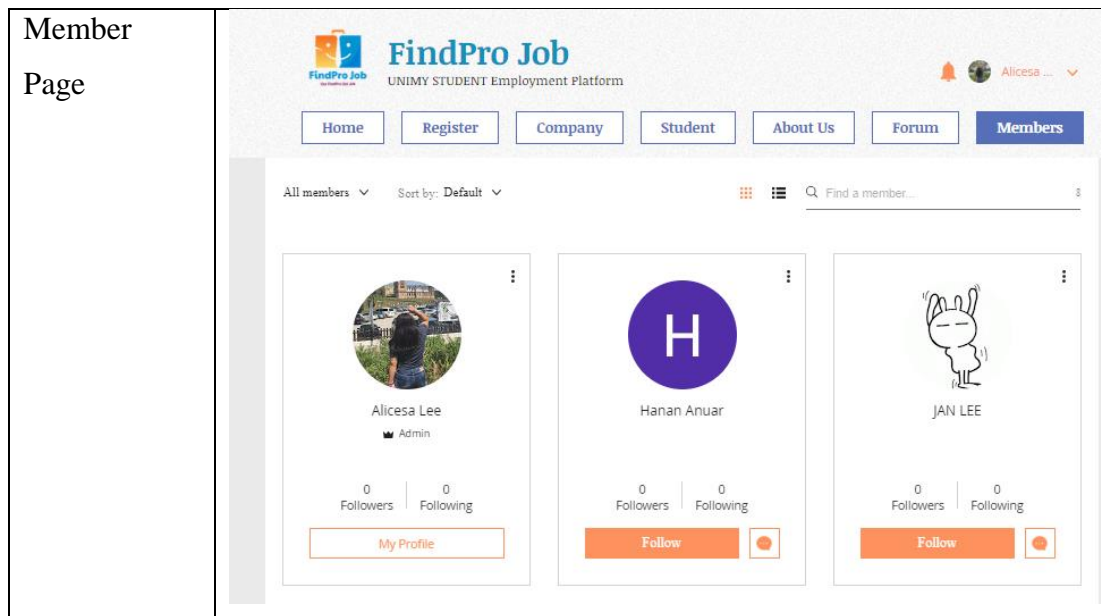 Member
Page
FindPro Job
FindPro Job
UNIMY STUDENT Employment Platform
Alicesa ...
Home Register Company Student About Us Forum Members
All members Sort by: Default Find a member... 8
H
Alicesa Lee Hanan Anuar JAN LEE
Admin
0 0 0 0 0 0
Followers Following Followers Following Followers Following
My Profile Follow Follow